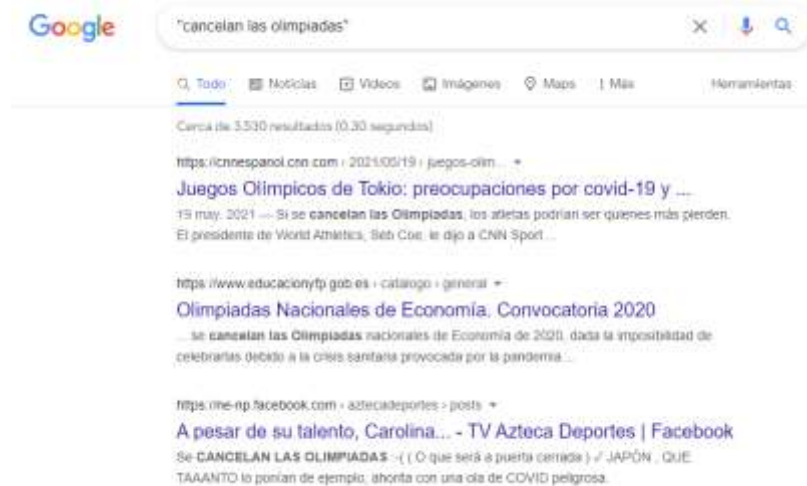 Google "cancelan las olimpiadas"
Todo Noticias Videos Imágenes Maps Más Herramientas
Cerca de 3.530 resultados (0.30 segundos)
https://cnnespanol.cnn.com › 2021/05/19 › juegos-olim...
Juegos Olímpicos de Tokio: preocupaciones por covid-19 y ...
19 may. 2021 — Si se cancelan las Olimpiadas, los atletas podrían ser quienes más pierden.
El presidente de World Athletics, Seb Coe, le dijo a CNN Sport ...
https://www.educacionyfp.gob.es › catalogo › general
Olimpiadas Nacionales de Economía. Convocatoria 2020
... se cancelan las Olimpiadas nacionales de Economía de 2020, dada la imposibilidad de
celebrarlas debido a la crisis sanitaria provocada por la pandemia ...
https://me-np.facebook.com › aztecadeportes › posts
A pesar de su talento, Carolina... - TV Azteca Deportes | Facebook
Se CANCELAN LAS OLIMPIADAS :-( ( O que será a puerta cerrada ) ✓ JAPÓN , QUE
TAAANTO lo ponían de ejemplo, ahorita con una ola de COVID peligrosa.